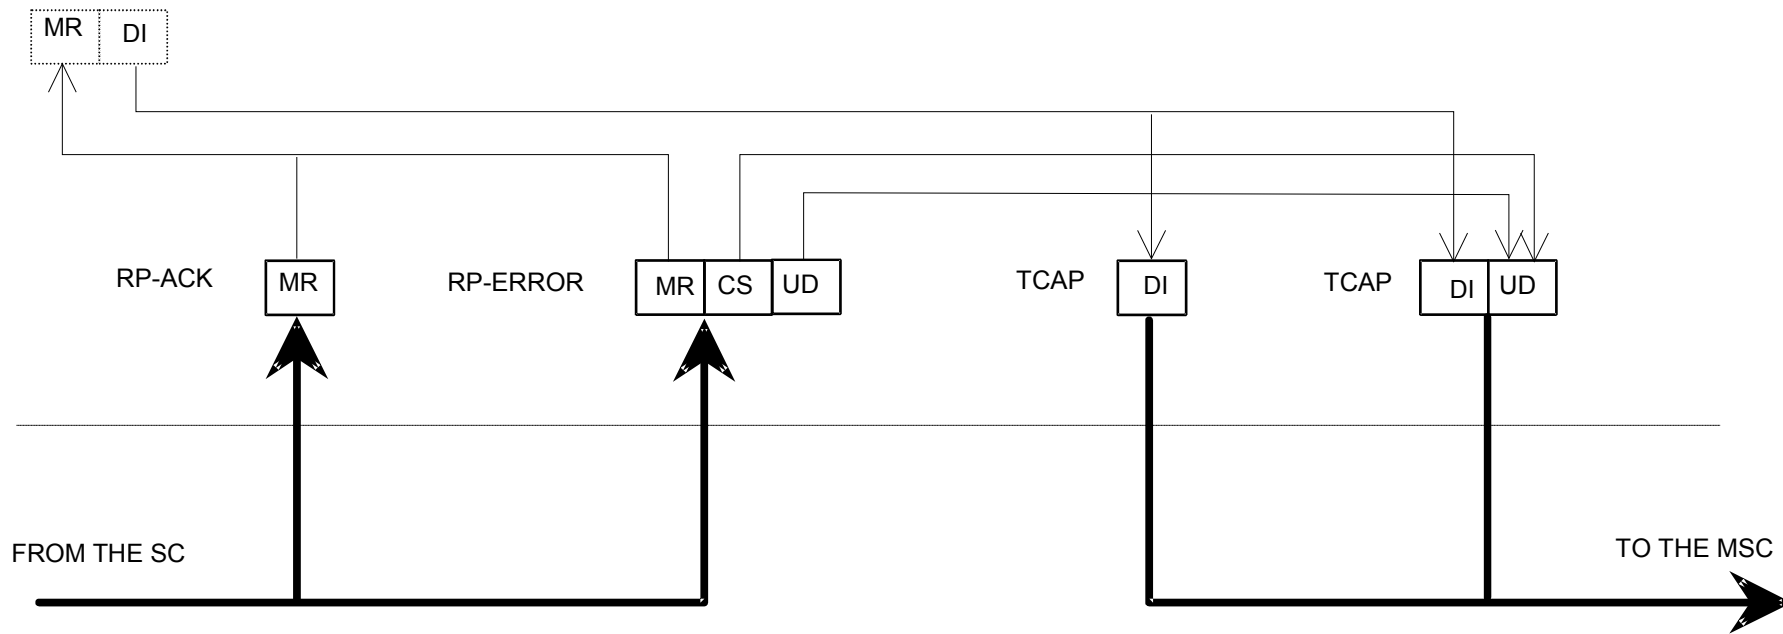 MR DI
RP-ACK MR RP-ERROR MR CS UD TCAP DI TCAP DI UD
FROM THE SC TO THE MSC